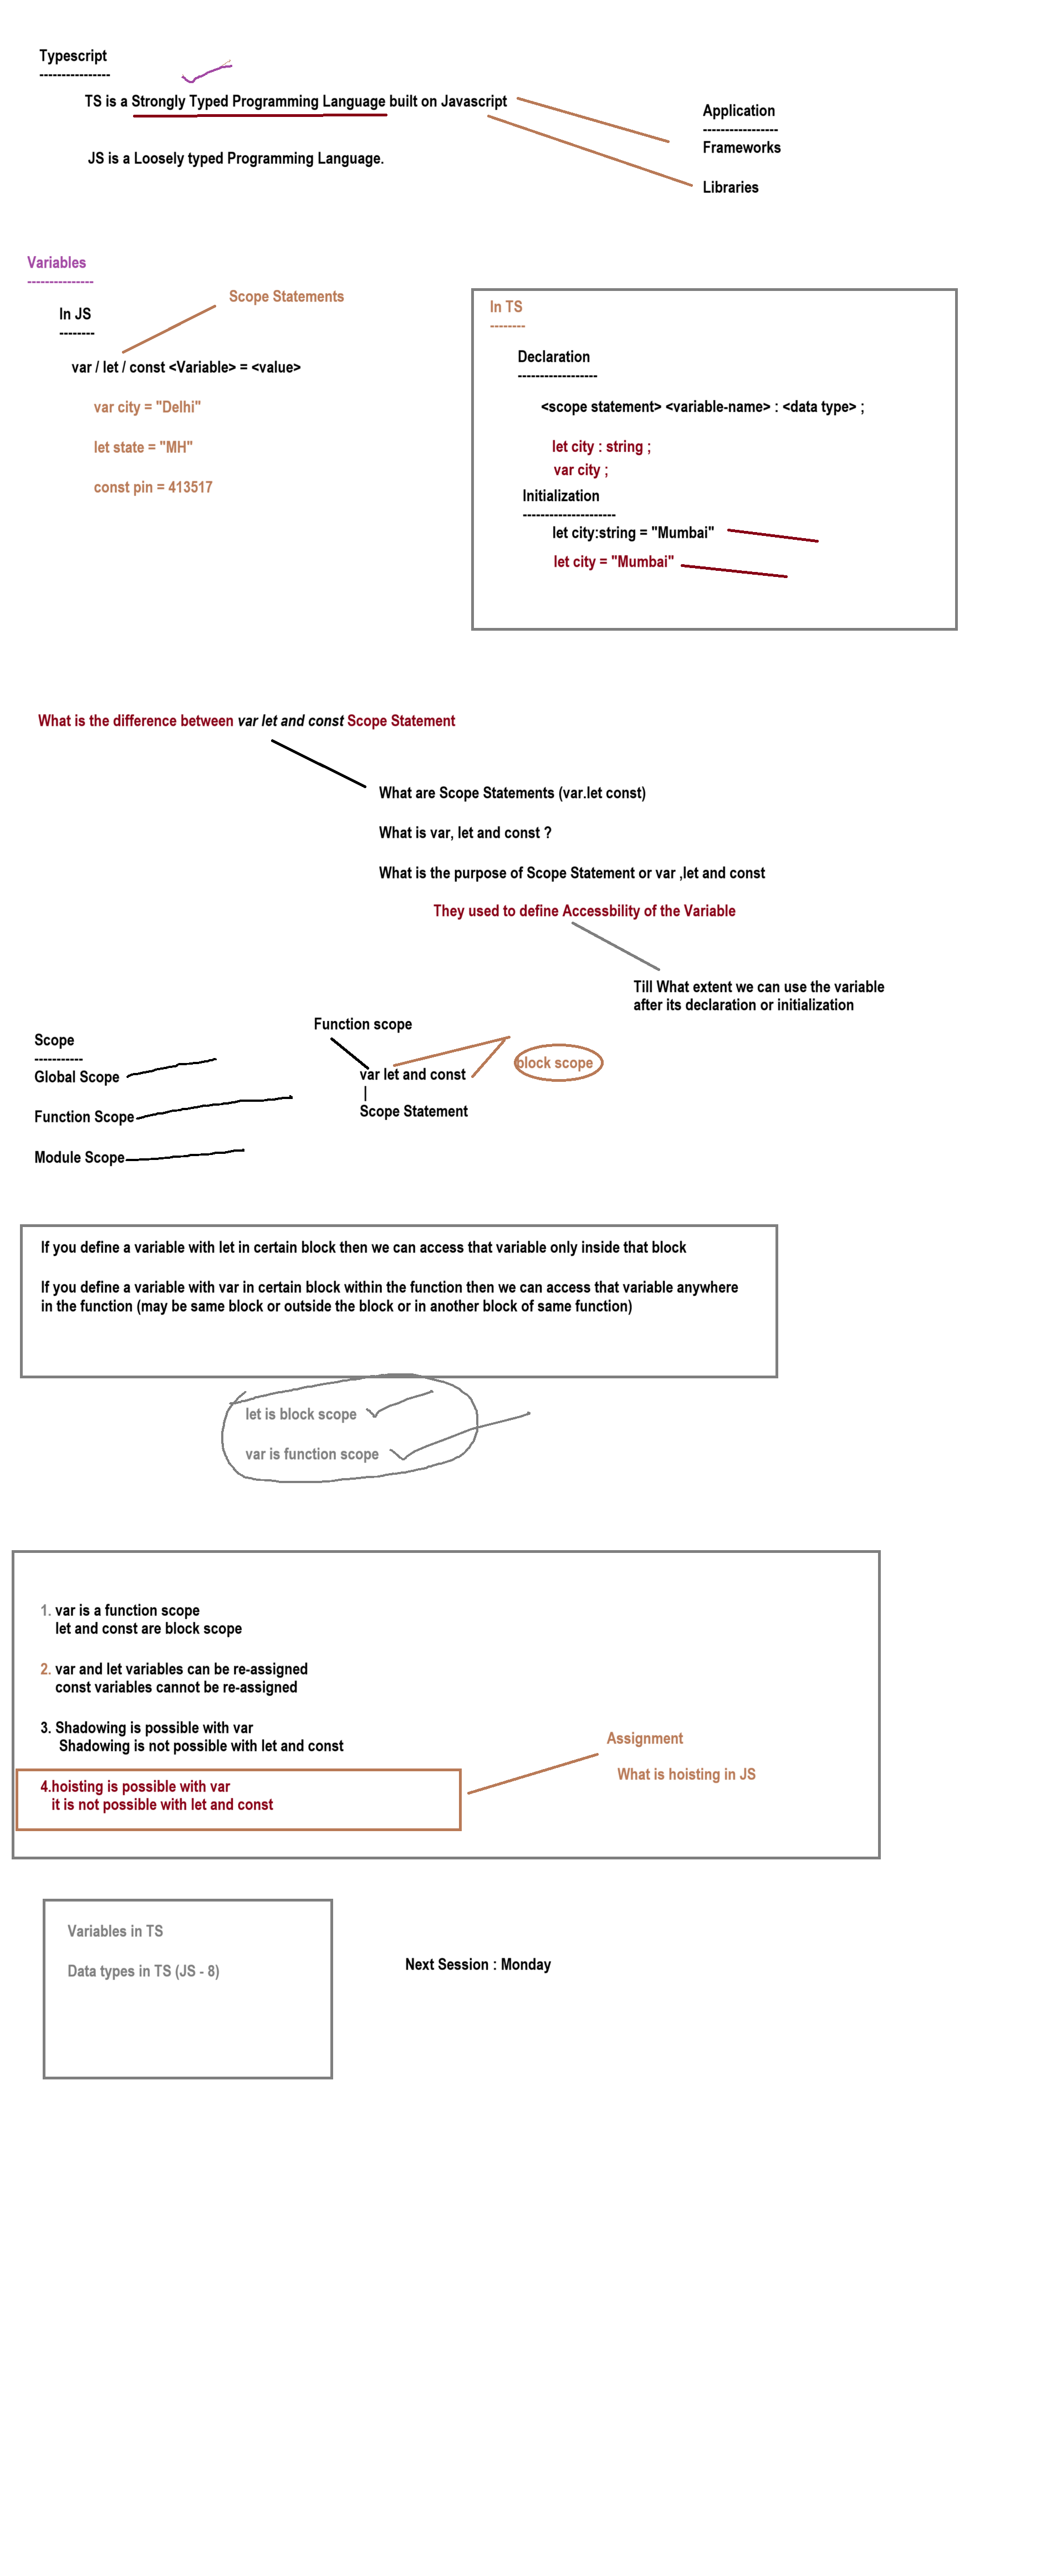 Typescript
----------------
TS is a Strongly Typed Programming Language built on Javascript
JS is a Loosely typed Programming Language.
Application
-----------------
Frameworks
Libraries
Variables
---------------
Scope Statements
In JS
--------
var / let / const <Variable> = <value>
var city = "Delhi"
let state = "MH"
const pin = 413517
In TS
--------
Declaration
------------------
<scope statement> <variable-name> : <data type> ;
let city : string ;
var city ;
Initialization
---------------------
let city:string = "Mumbai"
let city = "Mumbai"
What is the difference between var let and const Scope Statement
What are Scope Statements (var.let const)
What is var, let and const ?
What is the purpose of Scope Statement or var ,let and const
They used to define Accessbility of the Variable
Till What extent we can use the variable
after its declaration or initialization
Scope
-----------
Global Scope
Function Scope
Module Scope
Function scope
block scope
var let and const
|
Scope Statement
If you define a variable with let in certain block then we can access that variable only inside that block
If you define a variable with var in certain block within the function then we can access that variable anywhere
in the function (may be same block or outside the block or in another block of same function)
let is block scope
var is function scope
1. var is a function scope
let and const are block scope
2. var and let variables can be re-assigned
const variables cannot be re-assigned
3. Shadowing is possible with var
Shadowing is not possible with let and const
4.hoisting is possible with var
it is not possible with let and const
Assignment
What is hoisting in JS
Variables in TS
Data types in TS (JS - 8)
Next Session : Monday